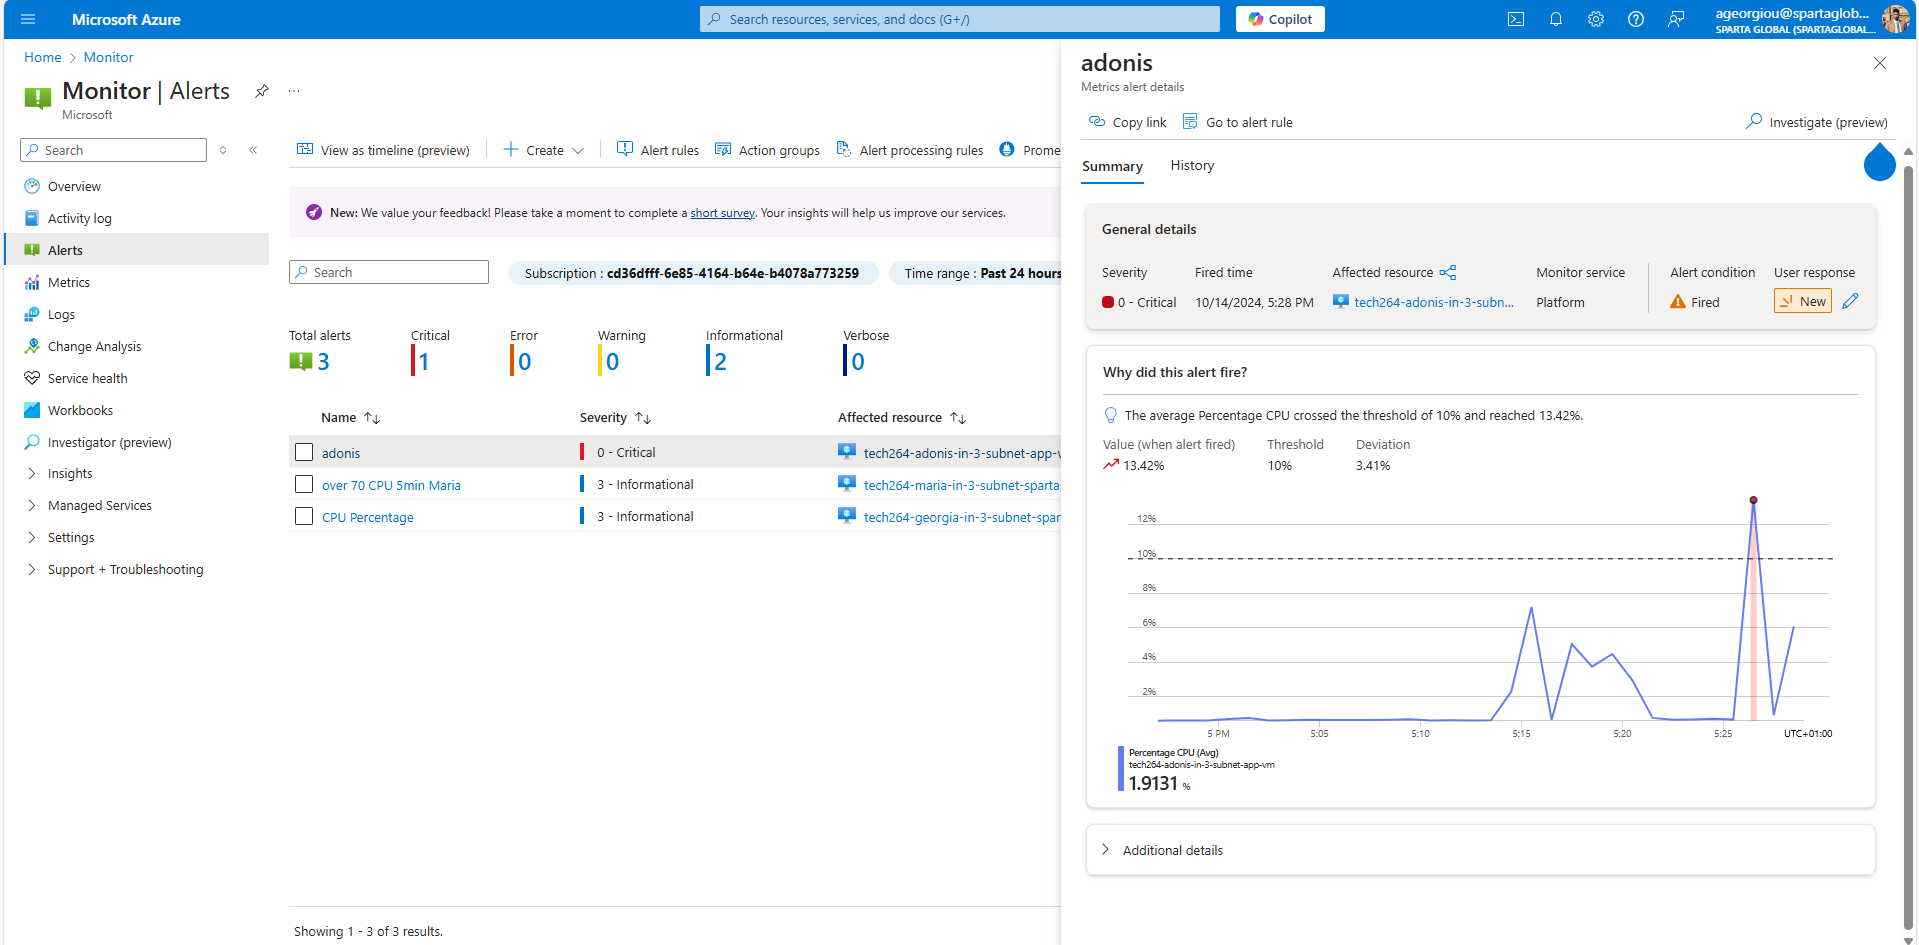 Microsoft Azure
Search resources, services, and docs (G+/)
Copilot
ageorgiou@spartaglob...
SPARTA GLOBAL (SPARTAGLOBAL...
Home > Monitor
Monitor | Alerts
...
Microsoft
Search
Overview
Activity log
Alerts
Metrics
Logs
Change Analysis
Service health
Workbooks
Investigator (preview)
Insights
Managed Services
Settings
Support + Troubleshooting
View as timeline (preview)
Create
Alert rules
Action groups
Alert processing rules
Prome
New: We value your feedback! Please take a moment to complete a short survey. Your insights will help us improve our services.
Search
Subscription : cd36dfff-6e85-4164-b64e-b4078a773259
Time range : Past 24 hours
Total alerts
3
Critical
1
Error
0
Warning
0
Informational
2
Verbose
0
Name
Severity
Affected resource
adonis
0 - Critical
tech264-adonis-in-3-subnet-app-v
over 70 CPU 5min Maria
3 - Informational
tech264-maria-in-3-subnet-sparta
CPU Percentage
3 - Informational
tech264-georgia-in-3-subnet-spar
Showing 1 - 3 of 3 results.
adonis
Metrics alert details
Copy link
Go to alert rule
Investigate (preview)
Summary
History
General details
Severity
0 - Critical
Fired time
10/14/2024, 5:28 PM
Affected resource
tech264-adonis-in-3-subn...
Monitor service
Platform
Alert condition
Fired
User response
New
Why did this alert fire?
The average Percentage CPU crossed the threshold of 10% and reached 13.42%.
Value (when alert fired)
13.42%
Threshold
10%
Deviation
3.41%
12%
10%
8%
6%
4%
2%
5 PM
5:05
5:10
5:15
5:20
5:25
UTC+01:00
Percentage CPU (Avg)
tech264-adonis-in-3-subnet-app-vm
1.9131 %
Additional details